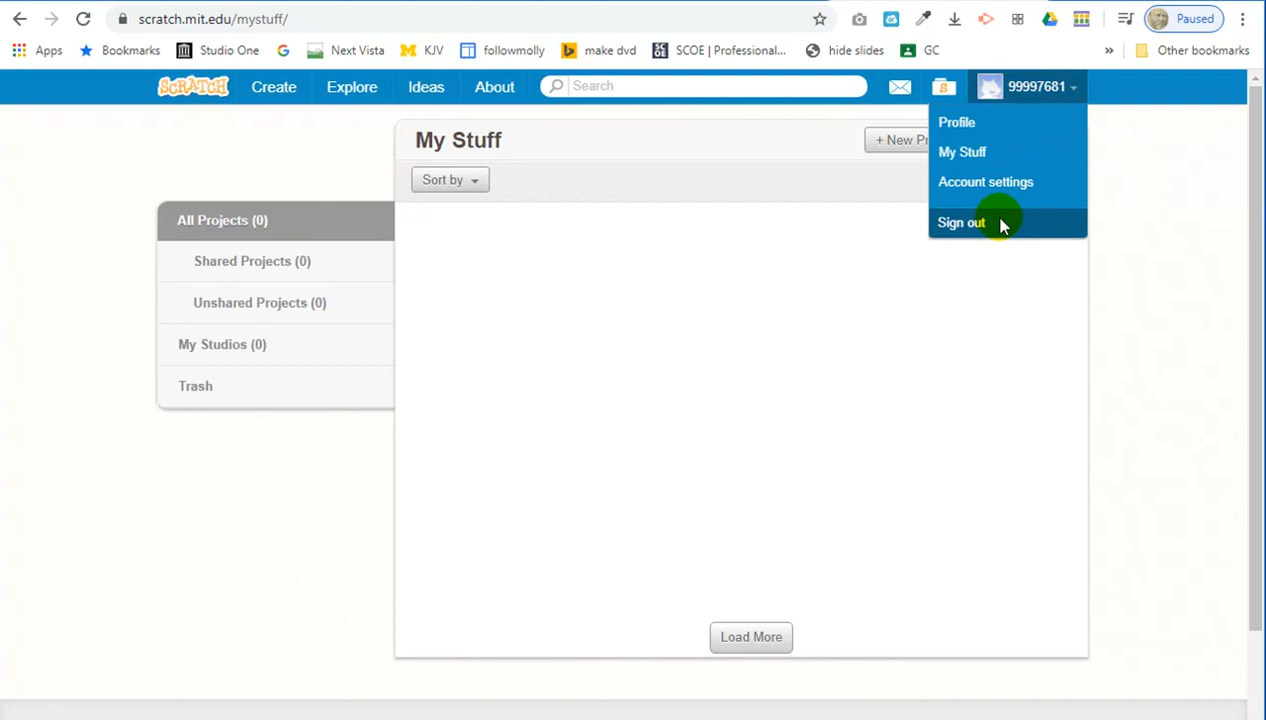 scratch.mit.edu/mystuff/
Paused
Apps Bookmarks Studio One Next Vista KJV followmolly make dvd SCOE | Professional... hide slides GC » Other bookmarks
SCRATCH Create Explore Ideas About Search 99997681
Profile
My Stuff
Account settings
Sign out
My Stuff
+ New Pr
Sort by
All Projects (0)
Shared Projects (0)
Unshared Projects (0)
My Studios (0)
Trash
Load More